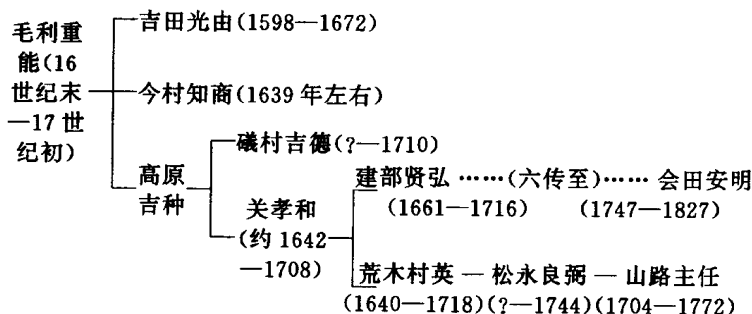 毛利重
能(16
世纪末
—17世
纪初)
吉田光由(1598—1672)
今村知商(1639年左右)
高原
吉种
礒村吉德(?—1710)
关孝和
(约1642
—1708)
建部贤弘……(六传至)……会田安明
(1661—1716) (1747—1827)
荒木村英—松永良弼—山路主任
(1640—1718)(?—1744)(1704—1772)